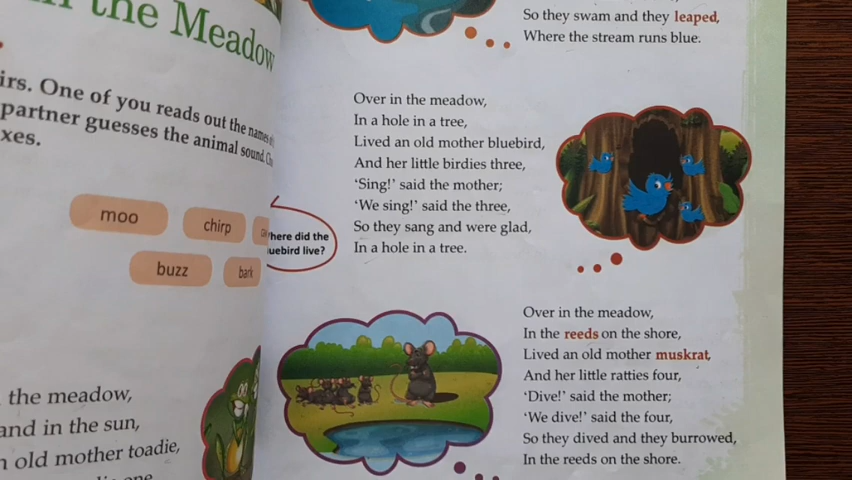 the Meadow
irs. One of you reads out the names
partner guesses the animal sound.
xes.
moo
chirp
buzz
bark
the meadow,
and in the sun,
old mother toadie,
one
So they swam and they leaped,
Where the stream runs blue.
Over in the meadow,
In a hole in a tree,
Lived an old mother bluebird,
And her little birdies three,
‘Sing!’ said the mother;
‘We sing!’ said the three,
So they sang and were glad,
In a hole in a tree.
here did the
uebird live?
Over in the meadow,
In the reeds on the shore,
Lived an old mother muskrat,
And her little ratties four,
‘Dive!’ said the mother;
‘We dive!’ said the four,
So they dived and they burrowed,
In the reeds on the shore.